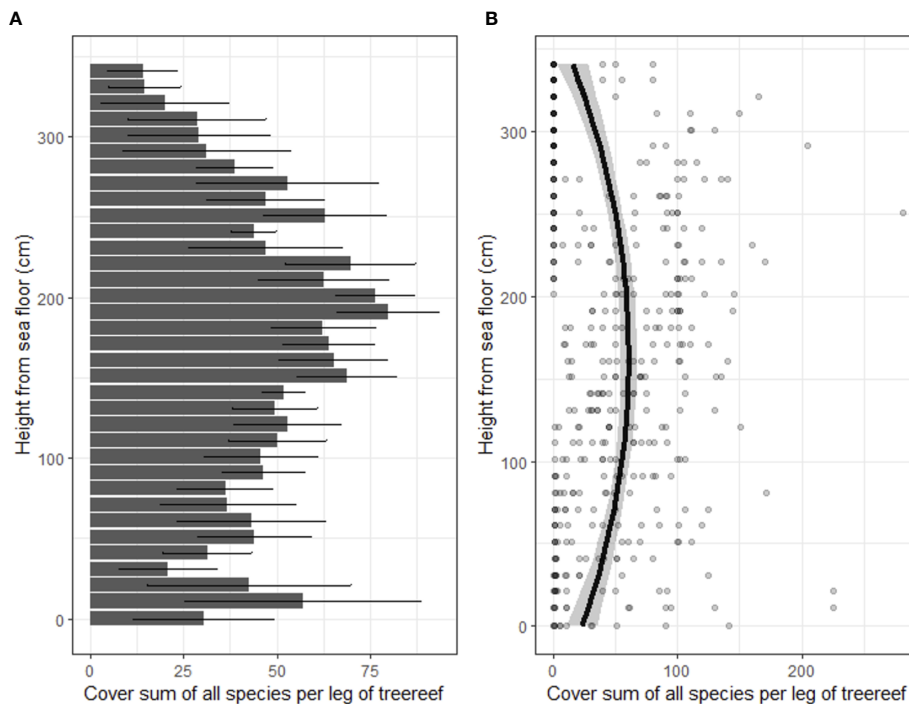 A
Height from sea floor (cm)
300
200
100
0
0
25
50
75
Cover sum of all species per leg of treereef
B
Height from sea floor (cm)
300
200
100
0
0
100
200
Cover sum of all species per leg of treereef